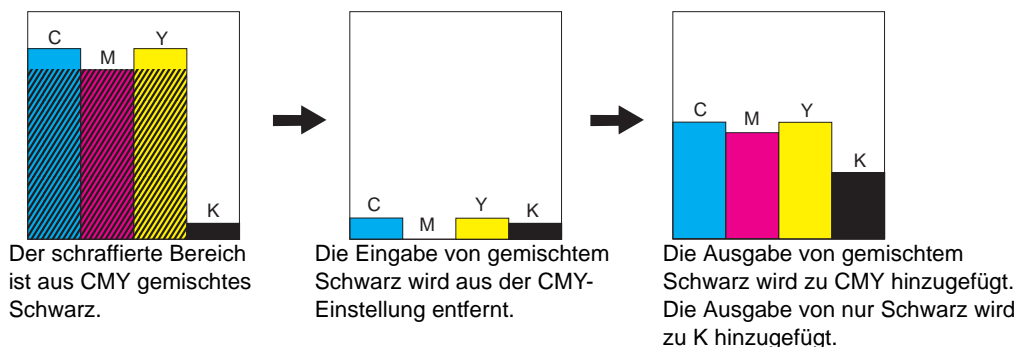 C
M
Y
K
Der schraffierte Bereich
ist aus CMY gemischtes
Schwarz.
C
M
Y
K
Die Eingabe von gemischtem
Schwarz wird aus der CMY-
Einstellung entfernt.
C
M
Y
K
Die Ausgabe von gemischtem
Schwarz wird zu CMY hinzugefügt.
Die Ausgabe von nur Schwarz wird
zu K hinzugefügt.